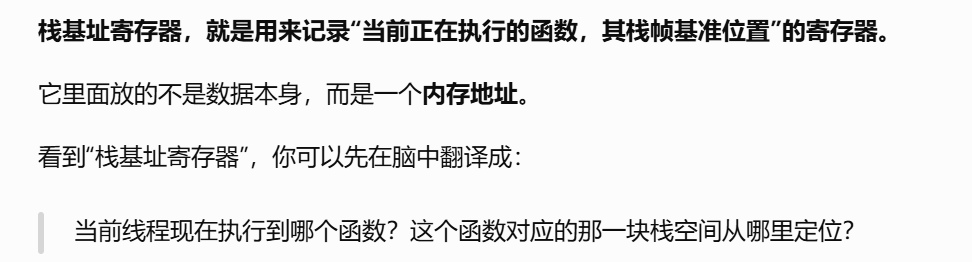 栈基址寄存器，就是用来记录“当前正在执行的函数，其栈帧基准位置”的寄存器。
它里面放的不是数据本身，而是一个内存地址。
看到“栈基址寄存器”，你可以先在脑中翻译成：
当前线程现在执行到哪个函数？这个函数对应的那一块栈空间从哪里定位？